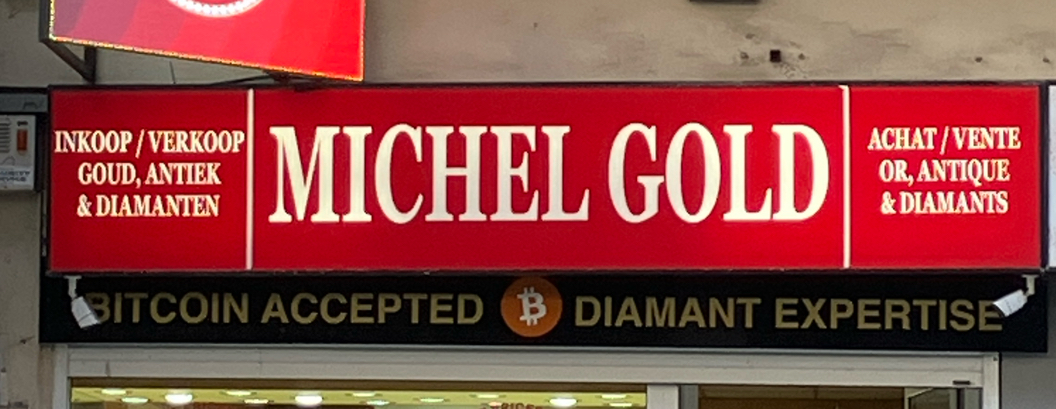 INKOOP / VERKOOP
GOUD, ANTIEK
& DIAMANTEN
MICHEL GOLD
ACHAT / VENTE
OR, ANTIQUE
& DIAMANTS
BITCOIN ACCEPTED ₿ DIAMANT EXPERTISE